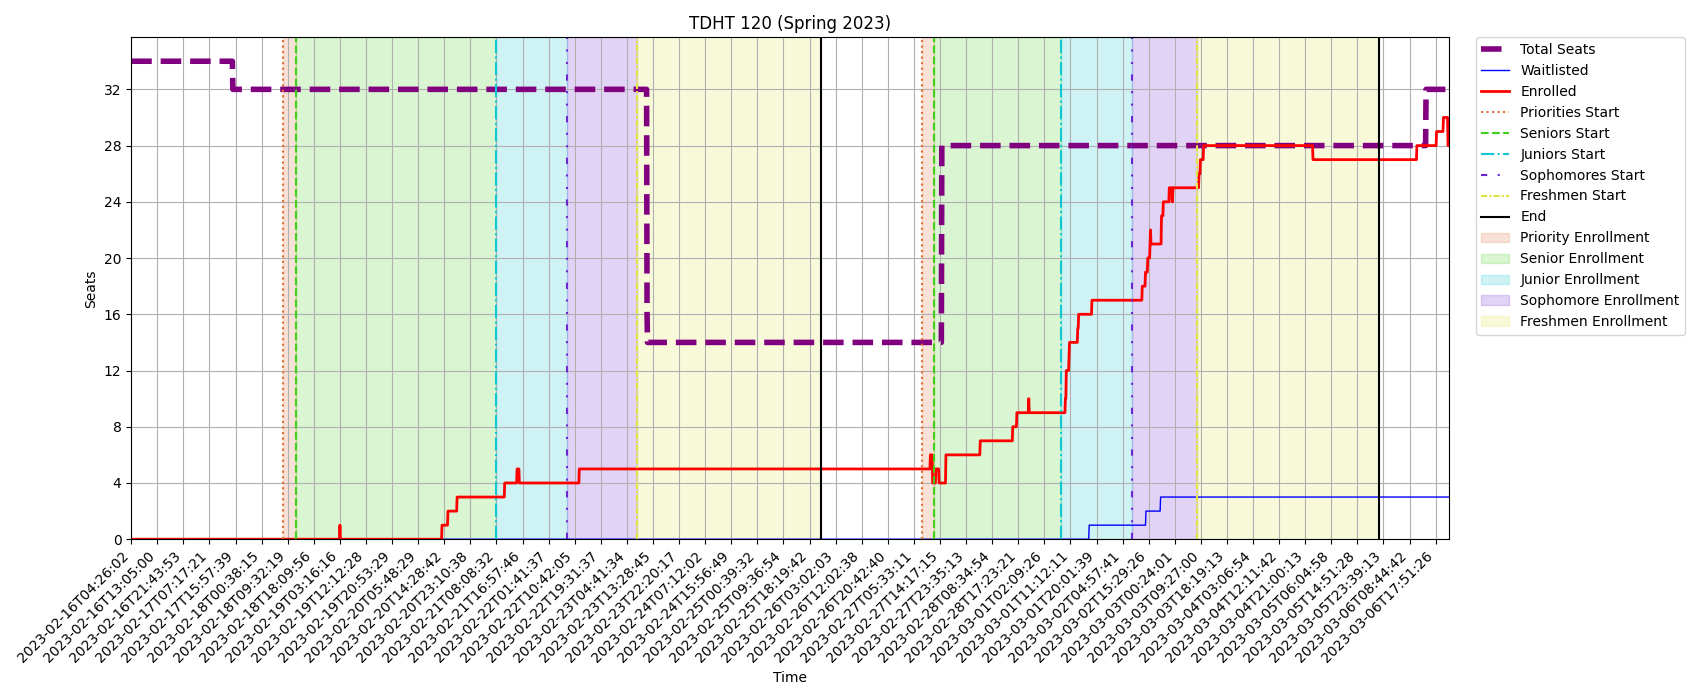 TDHT 120 (Spring 2023)
Seats
32
28
24
20
16
12
8
4
0
2023-02-16T04:26:02
2023-02-16T13:05:00
2023-02-16T21:43:53
2023-02-17T07:17:21
2023-02-17T15:57:39
2023-02-18T00:38:15
2023-02-18T09:32:19
2023-02-18T18:09:56
2023-02-19T03:16:16
2023-02-19T12:12:28
2023-02-19T20:53:29
2023-02-20T05:48:29
2023-02-20T14:28:42
2023-02-20T23:10:38
2023-02-21T08:08:32
2023-02-21T16:57:46
2023-02-22T01:41:37
2023-02-22T10:42:05
2023-02-22T19:31:37
2023-02-23T04:41:34
2023-02-23T13:28:45
2023-02-23T22:20:17
2023-02-24T07:12:02
2023-02-24T15:56:49
2023-02-25T00:39:32
2023-02-25T09:36:54
2023-02-25T18:19:42
2023-02-26T03:02:03
2023-02-26T12:02:38
2023-02-26T20:42:40
2023-02-27T05:33:11
2023-02-27T14:17:15
2023-02-27T23:35:13
2023-02-28T08:34:54
2023-02-28T17:23:21
2023-03-01T02:09:26
2023-03-01T11:12:11
2023-03-01T20:01:39
2023-03-02T04:57:41
2023-03-02T15:29:26
2023-03-03T00:24:01
2023-03-03T09:27:00
2023-03-03T18:19:13
2023-03-04T03:06:54
2023-03-04T12:11:42
2023-03-04T21:00:13
2023-03-05T06:04:58
2023-03-05T14:51:28
2023-03-05T23:39:13
2023-03-06T08:44:42
2023-03-06T17:51:26
Time
Total Seats
Waitlisted
Enrolled
Priorities Start
Seniors Start
Juniors Start
Sophomores Start
Freshmen Start
End
Priority Enrollment
Senior Enrollment
Junior Enrollment
Sophomore Enrollment
Freshmen Enrollment